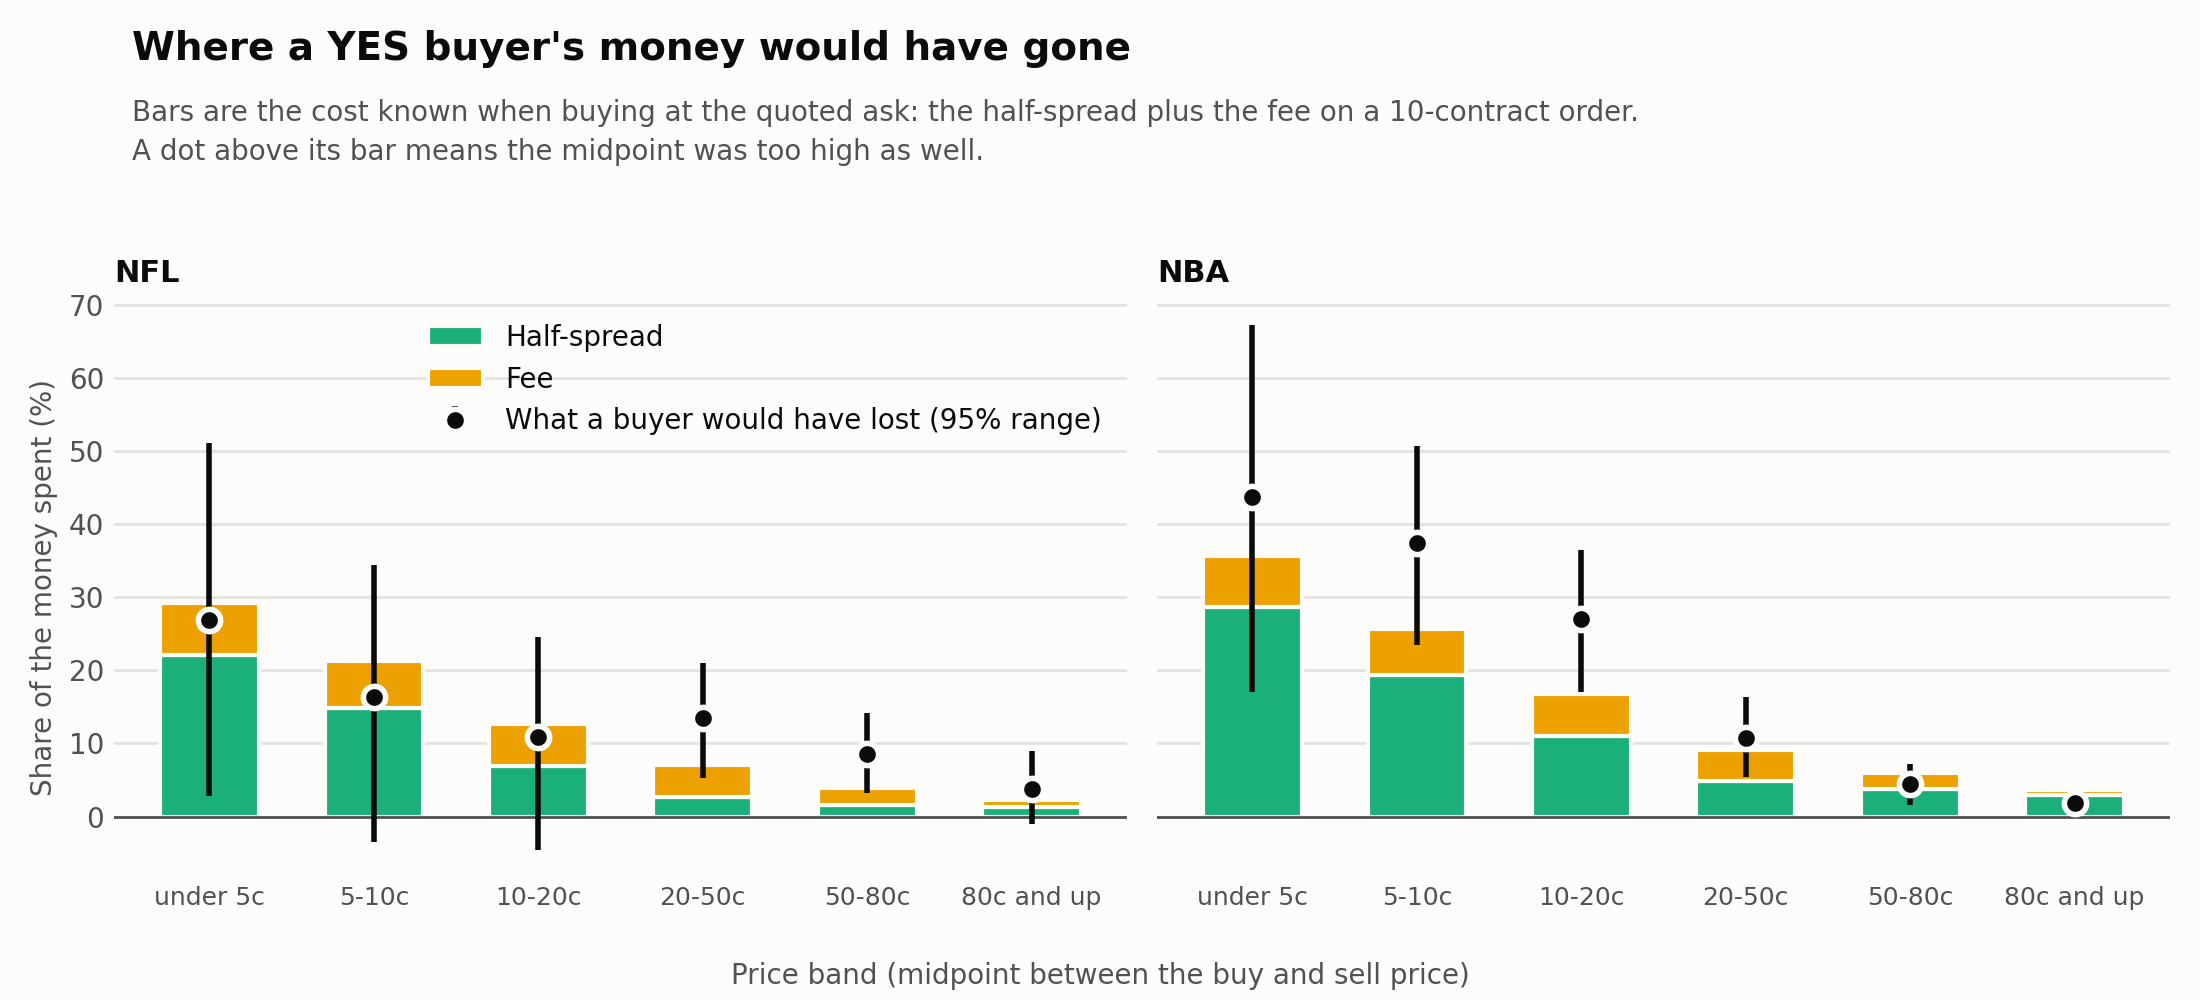 Where a YES buyer's money would have gone
Bars are the cost known when buying at the quoted ask: the half-spread plus the fee on a 10-contract order.
A dot above its bar means the midpoint was too high as well.
NFL
NBA
Share of the money spent (%)
70
60
50
40
30
20
10
0
Half-spread
Fee
What a buyer would have lost (95% range)
under 5c
5-10c
10-20c
20-50c
50-80c
80c and up
under 5c
5-10c
10-20c
20-50c
50-80c
80c and up
Price band (midpoint between the buy and sell price)